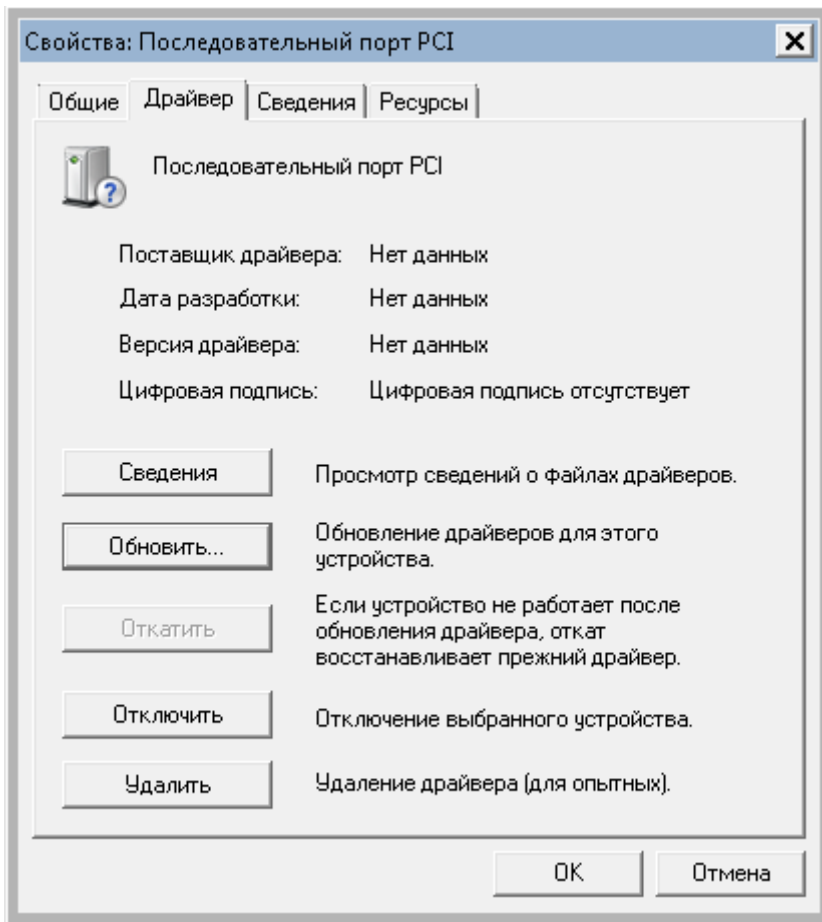 Свойства: Последовательный порт PCI
Общие Драйвер Сведения Ресурсы
Последовательный порт PCI
Поставщик драйвера: Нет данных
Дата разработки: Нет данных
Версия драйвера: Нет данных
Цифровая подпись: Цифровая подпись отсутствует
Сведения Просмотр сведений о файлах драйверов.
Обновить... Обновление драйверов для этого
устройства.
Откатить Если устройство не работает после
обновления драйвера, откат
восстанавливает прежний драйвер.
Отключить Отключение выбранного устройства.
Удалить Удаление драйвера (для опытных).
OK Отмена